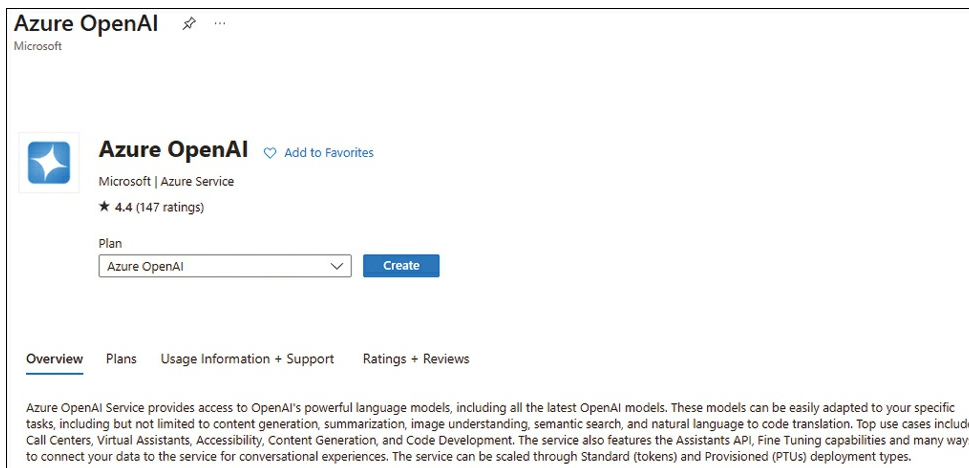 Azure OpenAI ...
Microsoft
Azure OpenAI Add to Favorites
Microsoft | Azure Service
★ 4.4 (147 ratings)
Plan
Azure OpenAI Create
Overview Plans Usage Information + Support Ratings + Reviews
Azure OpenAI Service provides access to OpenAI's powerful language models, including all the latest OpenAI models. These models can be easily adapted to your specific
tasks, including but not limited to content generation, summarization, image understanding, semantic search, and natural language to code translation. Top use cases include
Call Centers, Virtual Assistants, Accessibility, Content Generation, and Code Development. The service also features the Assistants API, Fine Tuning capabilities and many ways
to connect your data to the service for conversational experiences. The service can be scaled through Standard (tokens) and Provisioned (PTUs) deployment types.